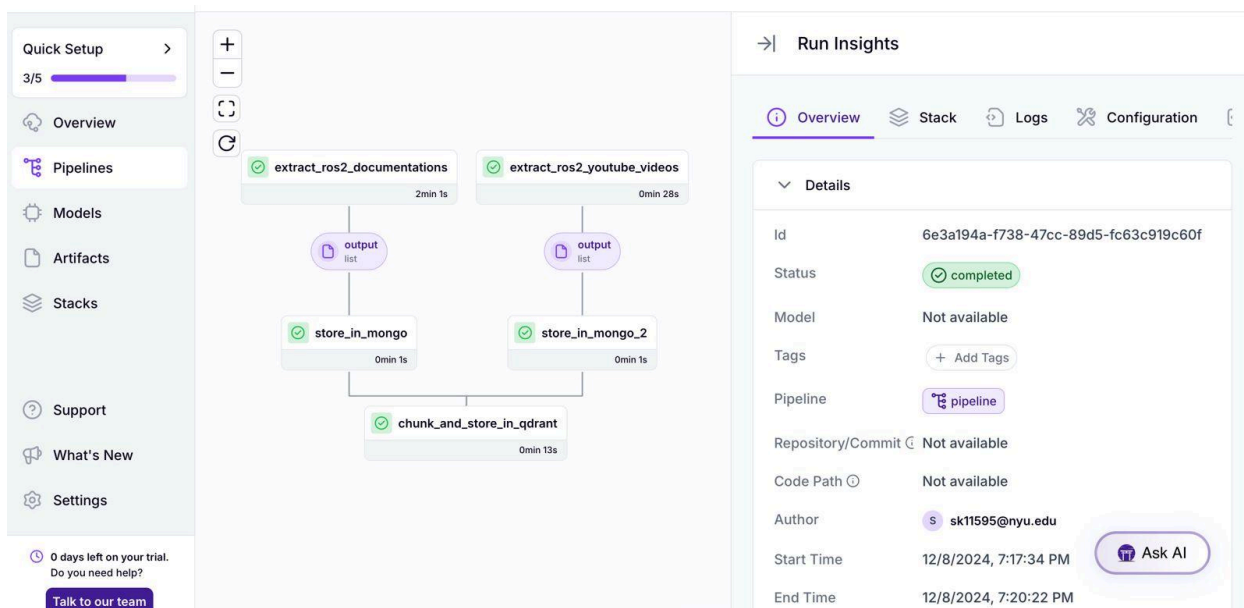 Quick Setup
3/5
Overview
Pipelines
Models
Artifacts
Stacks
Support
What's New
Settings
0 days left on your trial.
Do you need help?
Talk to our team
extract_ros2_documentations
2min 1s
extract_ros2_youtube_videos
0min 28s
output
list
output
list
store_in_mongo
0min 1s
store_in_mongo_2
0min 1s
chunk_and_store_in_qdrant
0min 13s
Run Insights
Overview Stack Logs Configuration
Details
Id 6e3a194a-f738-47cc-89d5-fc63c919c60f
Status completed
Model Not available
Tags + Add Tags
Pipeline pipeline
Repository/Commit Not available
Code Path Not available
Author S sk11595@nyu.edu
Start Time 12/8/2024, 7:17:34 PM
End Time 12/8/2024, 7:20:22 PM
Ask AI